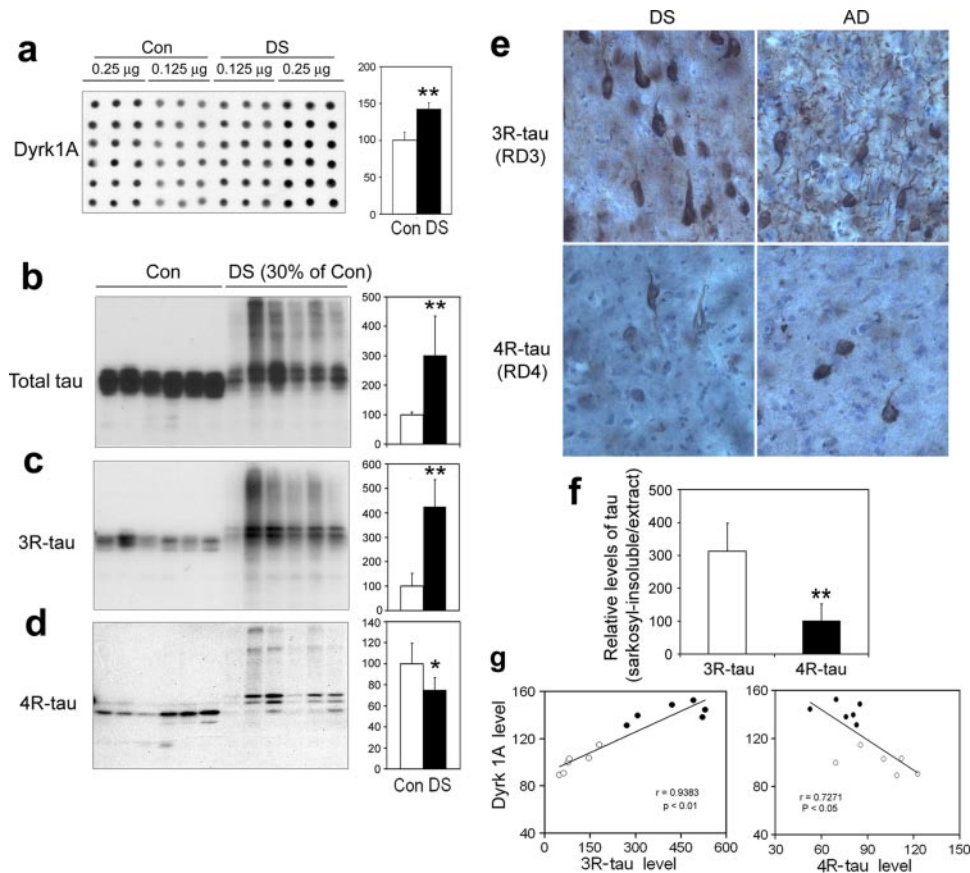 a
Con DS
0.25 µg 0.125 µg 0.125 µg 0.25 µg
Dyrk1A
200
150
100
50
0
**
Con DS
b
Con DS (30% of Con)
Total tau
500
400
300
200
100
0
**
c
3R-tau
600
500
400
300
200
100
0
**
d
4R-tau
140
120
100
80
60
40
20
0
*
Con DS
e
DS AD
3R-tau
(RD3)
4R-tau
(RD4)
f
Relative levels of tau
(sarkosyl-insoluble/extract)
500
400
300
200
100
0
**
3R-tau 4R-tau
g
Dyrk 1A level
160
120
80
40
0 150 300 450 600
3R-tau level
r = 0.9383
p < 0.01
160
120
80
40
30 60 90 120 150
4R-tau level
r = 0.7271
P < 0.05